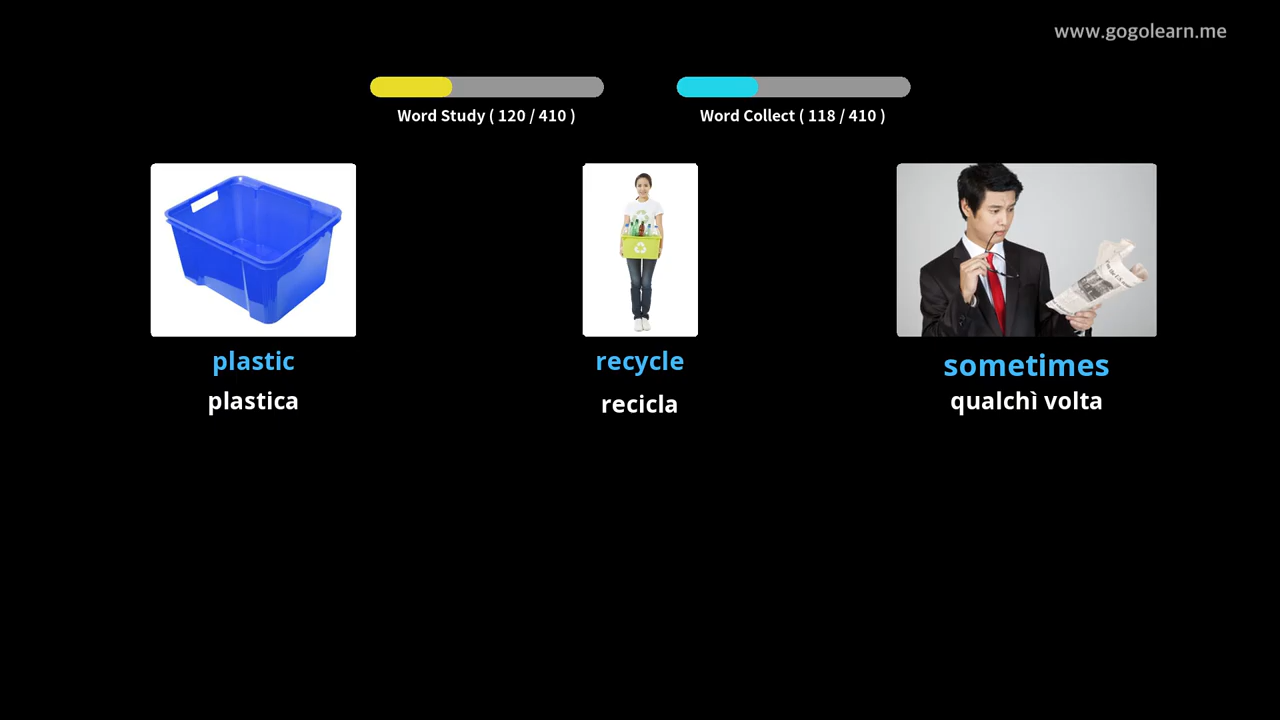 www.gogolearn.me
Word Study ( 120 / 410 )
Word Collect ( 118 / 410 )
plastic
plastica
recycle
recicla
sometimes
qualchì volta